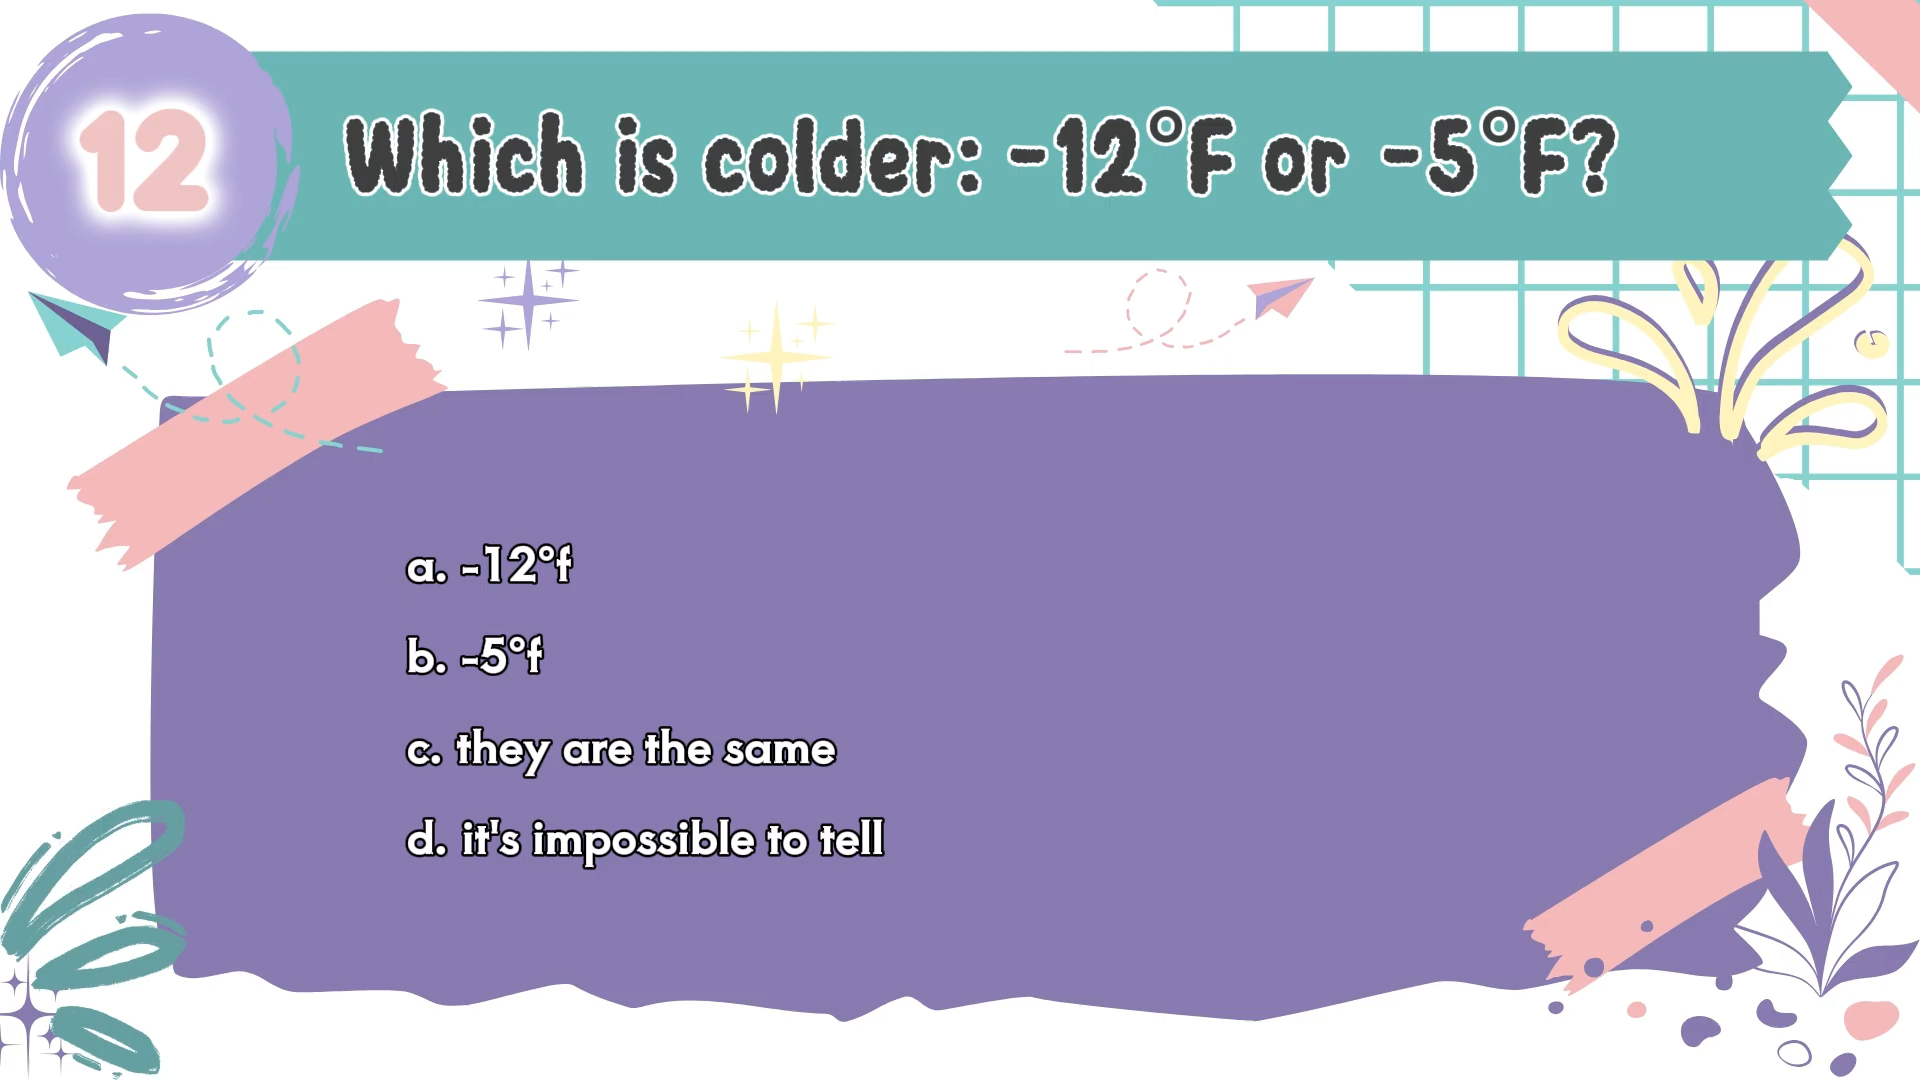 12
Which is colder: -12°F or -5°F?
a. -12°f
b. -5°f
c. they are the same
d. it's impossible to tell